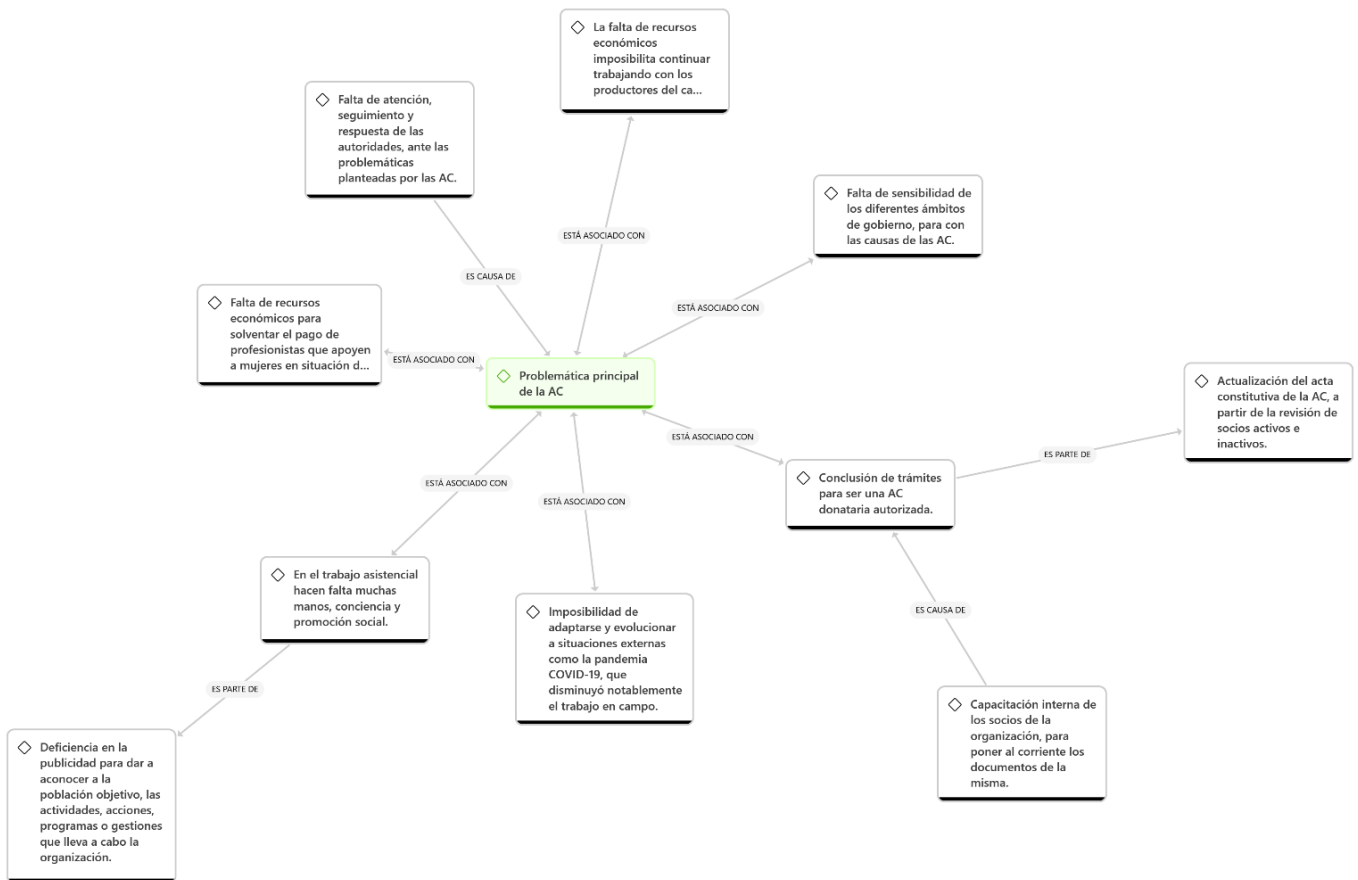 La falta de recursos
económicos
imposibilita continuar
trabajando con los
productores del ca...
Falta de atención,
seguimiento y
respuesta de las
autoridades, ante las
problemáticas
planteadas por las AC.
Falta de sensibilidad de
los diferentes ámbitos
de gobierno, para con
las causas de las AC.
ESTÁ ASOCIADO CON
ES CAUSA DE
ESTÁ ASOCIADO CON
Falta de recursos
económicos para
solventar el pago de
profesionistas que apoyen
a mujeres en situación d...
ESTÁ ASOCIADO CON
Problemática principal
de la AC
Actualización del acta
constitutiva de la AC, a
partir de la revisión de
socios activos e
inactivos.
ESTÁ ASOCIADO CON
ES PARTE DE
Conclusión de trámites
para ser una AC
donataria autorizada.
ESTÁ ASOCIADO CON
ESTÁ ASOCIADO CON
En el trabajo asistencial
hacen falta muchas
manos, conciencia y
promoción social.
Imposibilidad de
adaptarse y evolucionar
a situaciones externas
como la pandemia
COVID-19, que
disminuyó notablemente
el trabajo en campo.
ES CAUSA DE
ES PARTE DE
Capacitación interna de
los socios de la
organización, para
poner al corriente los
documentos de la
misma.
Deficiencia en la
publicidad para dar a
aconocer a la
población objetivo, las
actividades, acciones,
programas o gestiones
que lleva a cabo la
organización.